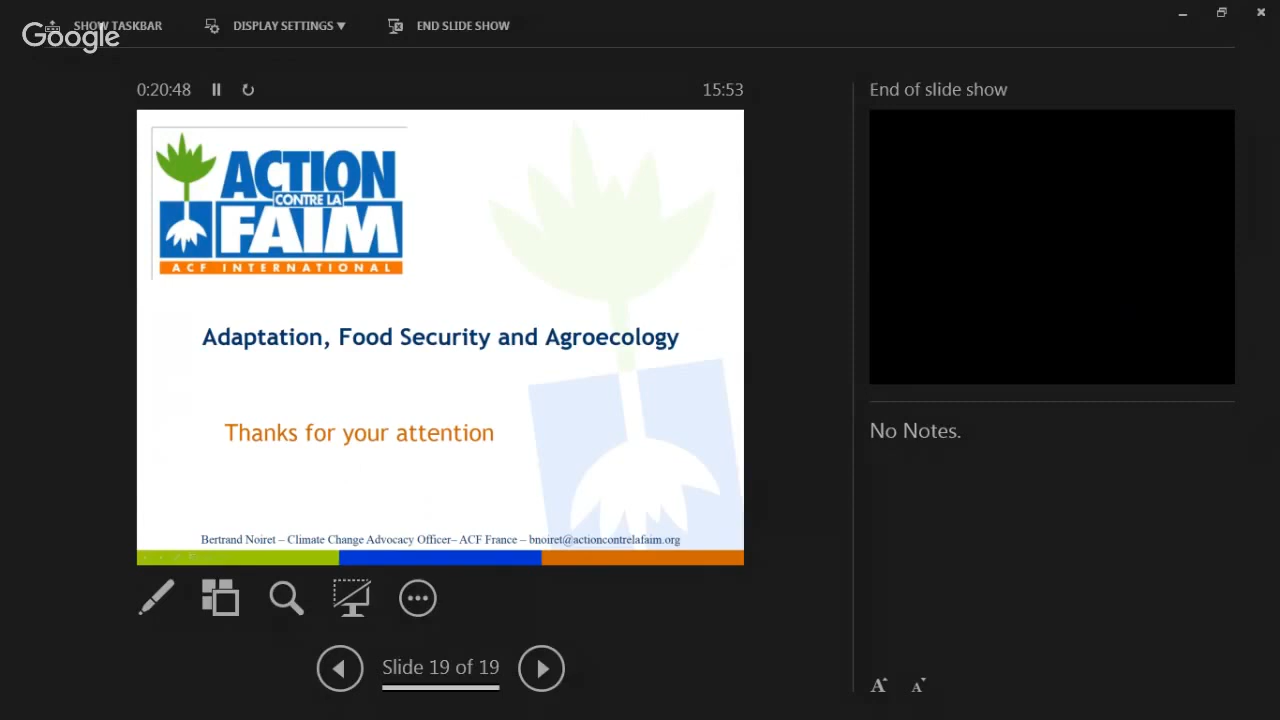 SHOW TASKBAR
DISPLAY SETTINGS ▼
END SLIDE SHOW
Google
0:20:48
15:53
End of slide show
ACTION
CONTRE LA
FAIM
ACF INTERNATIONAL
Adaptation, Food Security and Agroecology
Thanks for your attention
Bertrand Noiret – Climate Change Advocacy Officer– ACF France – bnoiret@actioncontrelafaim.org
No Notes.
Slide 19 of 19
A A